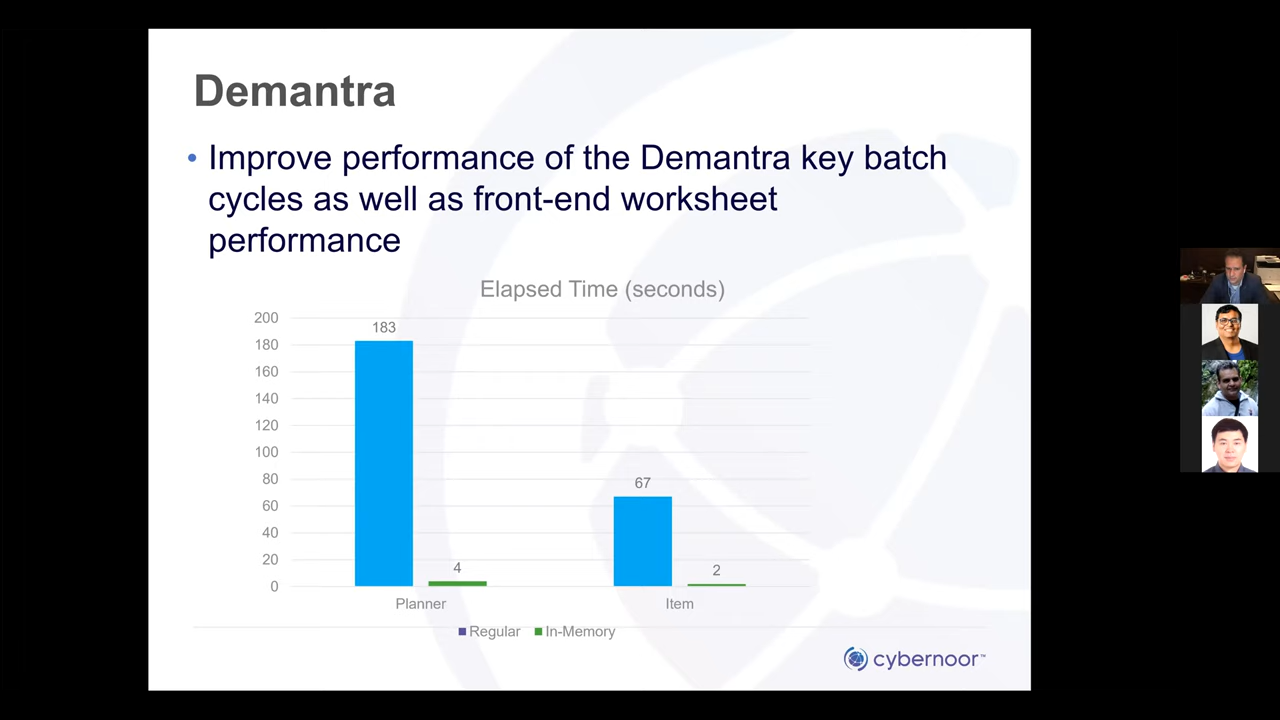 Demantra
• Improve performance of the Demantra key batch
cycles as well as front-end worksheet
performance
Elapsed Time (seconds)
200
180
160
140
120
100
80
60
40
20
0
183
4
67
2
Planner
Item
Regular
In-Memory
cybernoor™